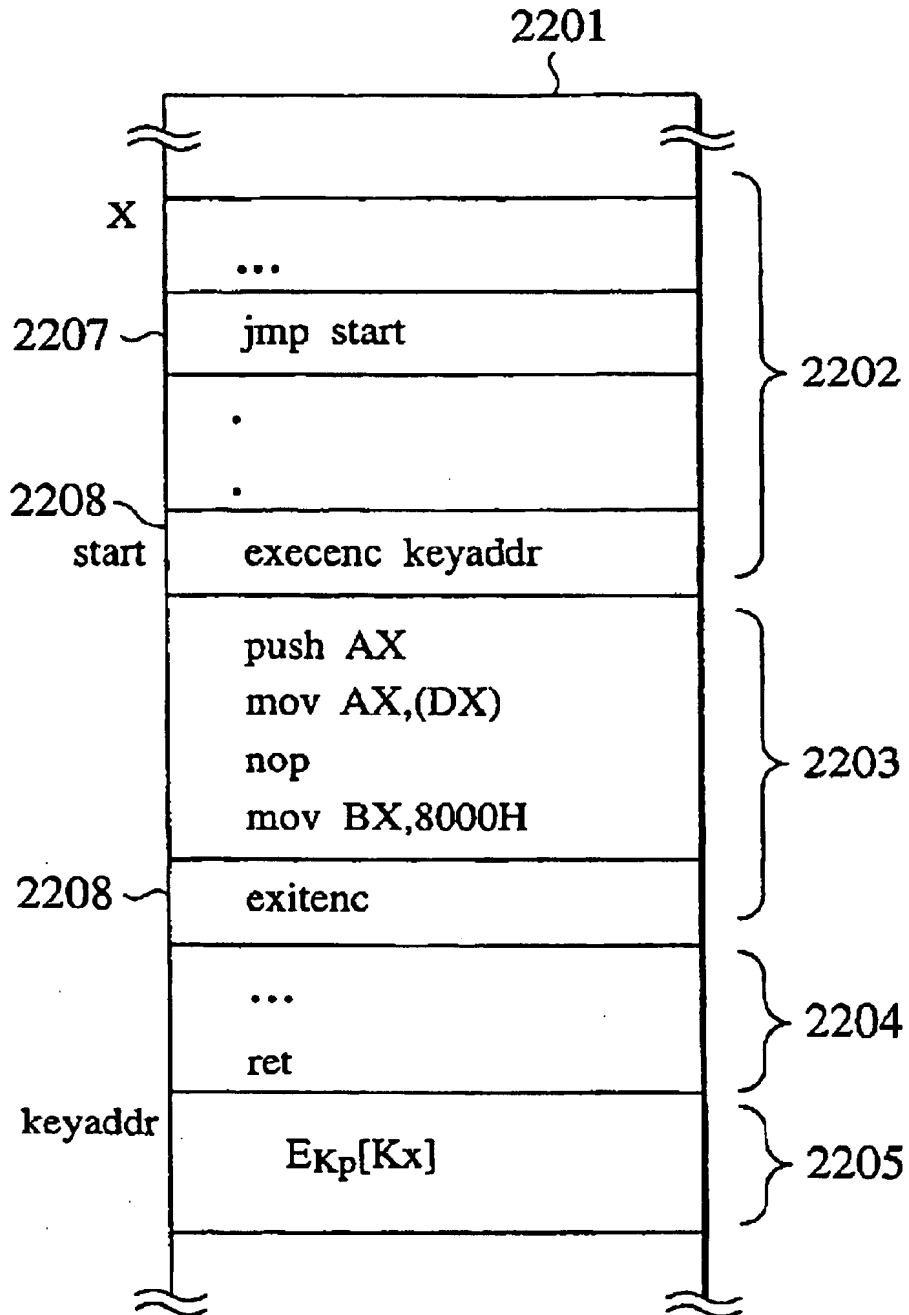 2201
X
...
2207
jmp start
2202
.
.
2208
start
execenc keyaddr
push AX
mov AX,(DX)
nop
mov BX,8000H
2203
2208
exitenc
...
ret
2204
keyaddr
EKp[Kx]
2205